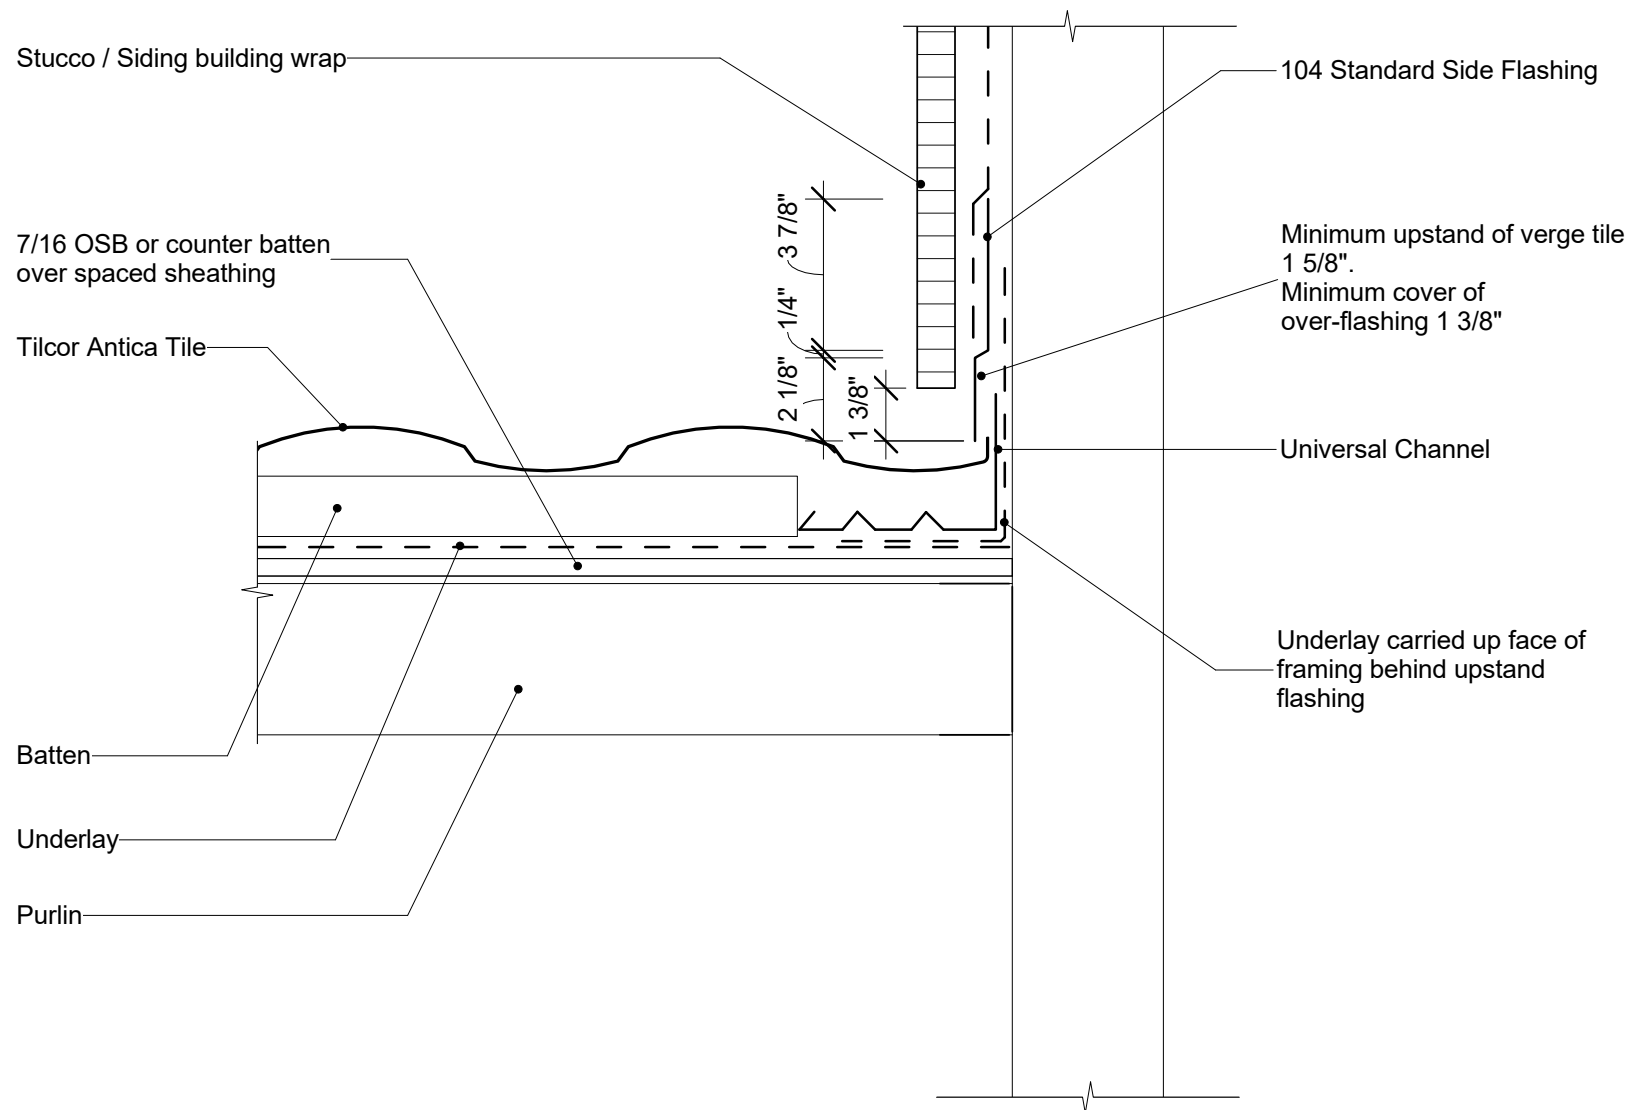 Stucco / Siding building wrap
7/16 OSB or counter batten
over spaced sheathing
Tilcor Antica Tile
Batten
Underlay
Purlin
3 7/8"
1/4"
2 1/8"
1 3/8"
104 Standard Side Flashing
Minimum upstand of verge tile
1 5/8".
Minimum cover of
over-flashing 1 3/8"
Universal Channel
Underlay carried up face of
framing behind upstand
flashing